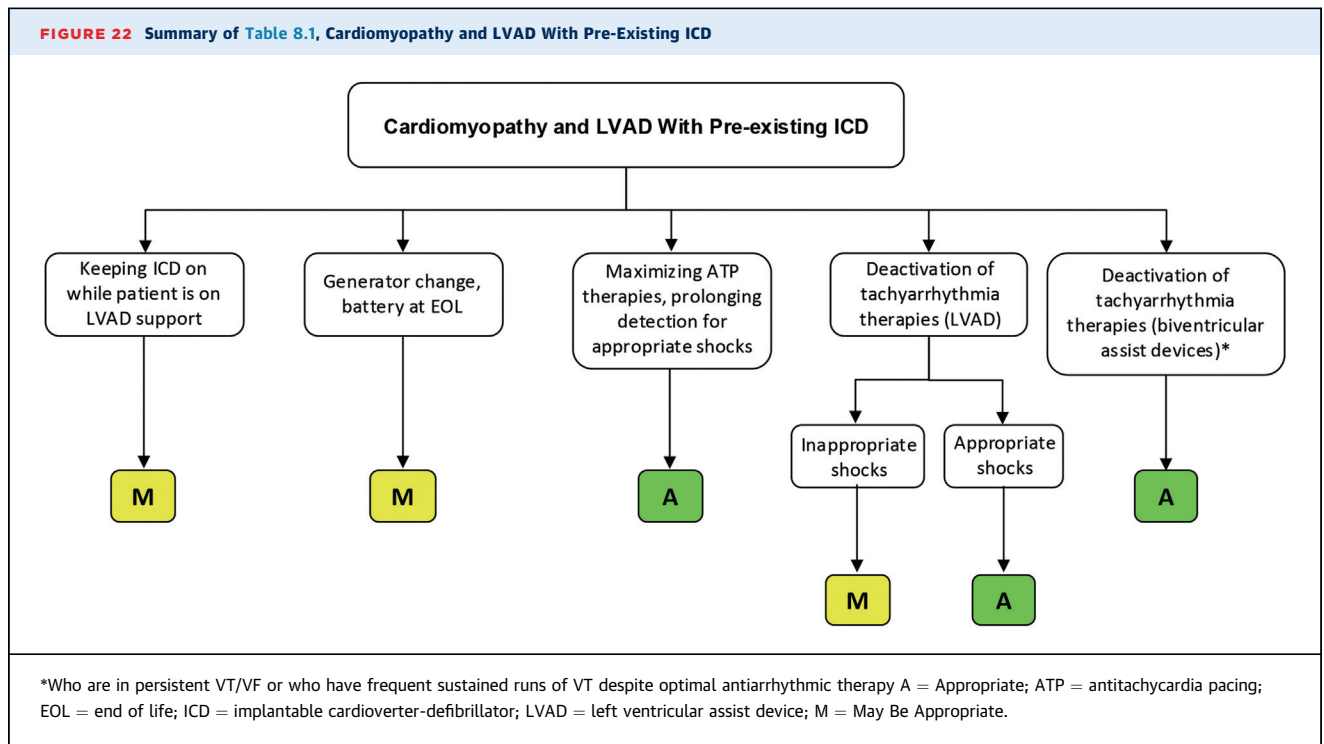 FIGURE 22 Summary of Table 8.1, Cardiomyopathy and LVAD With Pre-Existing ICD
Cardiomyopathy and LVAD With Pre-existing ICD
Keeping ICD on
while patient is on
LVAD support
Generator change,
battery at EOL
Maximizing ATP
therapies, prolonging
detection for
appropriate shocks
Deactivation of
tachyarrhythmia
therapies (LVAD)
Deactivation of
tachyarrhythmia
therapies (biventricular
assist devices)*
Inappropriate
shocks
Appropriate
shocks
M
M
A
A
M
A
*Who are in persistent VT/VF or who have frequent sustained runs of VT despite optimal antiarrhythmic therapy A = Appropriate; ATP = antitachycardia pacing;
EOL = end of life; ICD = implantable cardioverter-defibrillator; LVAD = left ventricular assist device; M = May Be Appropriate.